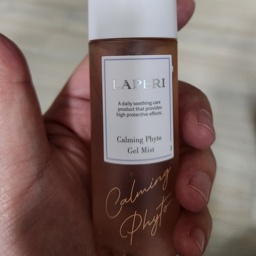 LAPERI
A daily soothing care
product that provides
high protective effects.
Calming Phyto
Gel Mist
Calming
Phyto